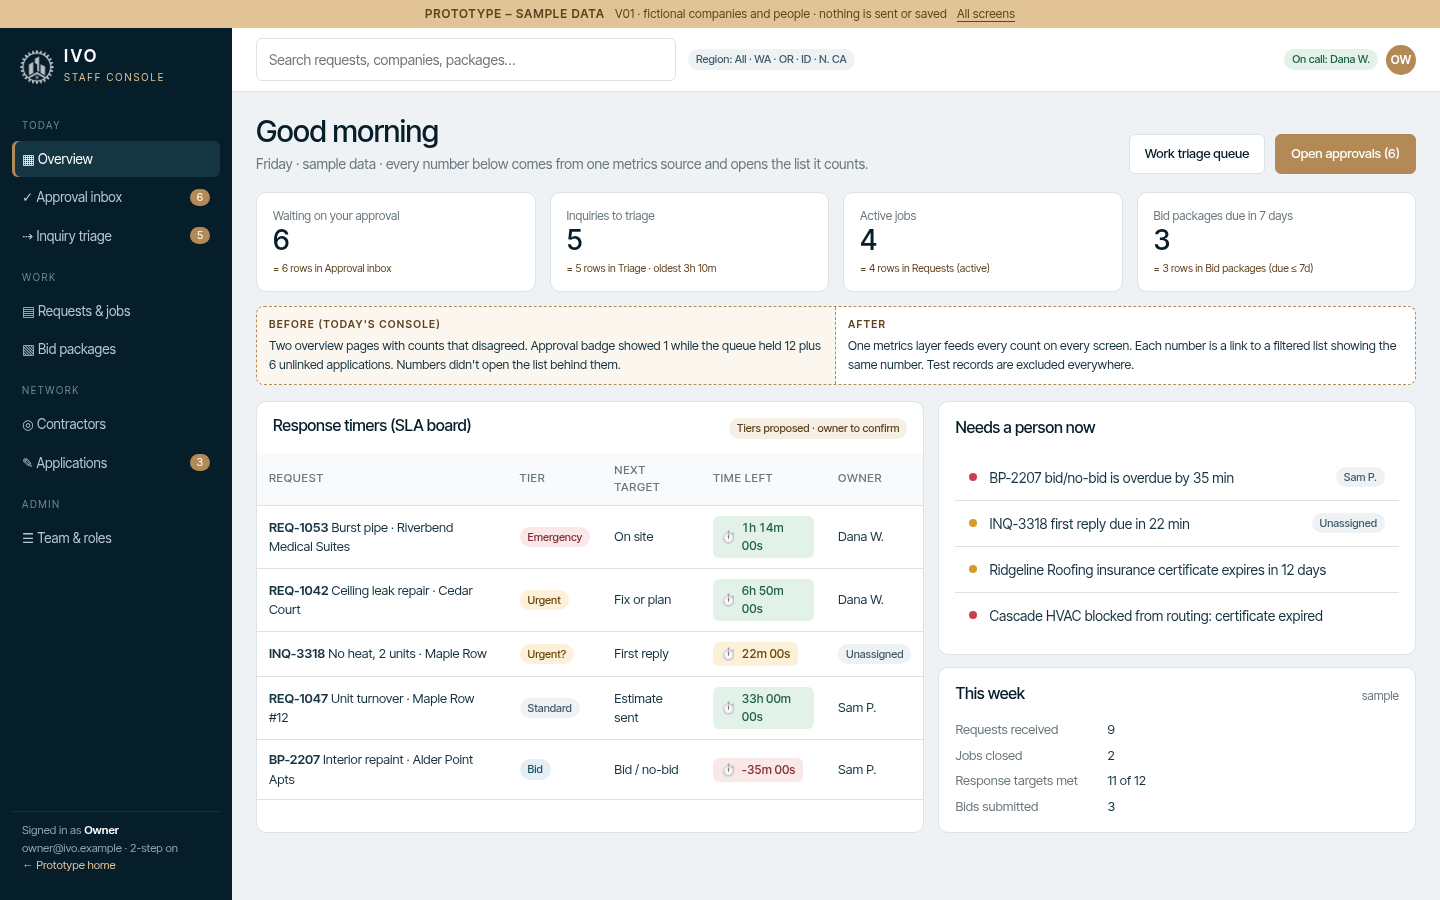 PROTOTYPE – SAMPLE DATA V01 · fictional companies and people · nothing is sent or saved All screens
IVO
STAFF CONSOLE
TODAY
Overview
Approval inbox 6
Inquiry triage 5
WORK
Requests & jobs
Bid packages
NETWORK
Contractors
Applications 3
ADMIN
Team & roles
Signed in as Owner
owner@ivo.example · 2-step on
← Prototype home
Search requests, companies, packages...
Region: All · WA · OR · ID · N. CA
On call: Dana W.
OW
Good morning
Friday · sample data · every number below comes from one metrics source and opens the list it counts.
Work triage queue
Open approvals (6)
Waiting on your approval
6
= 6 rows in Approval inbox
Inquiries to triage
5
= 5 rows in Triage · oldest 3h 10m
Active jobs
4
= 4 rows in Requests (active)
Bid packages due in 7 days
3
= 3 rows in Bid packages (due ≤ 7d)
BEFORE (TODAY'S CONSOLE)
Two overview pages with counts that disagreed. Approval badge showed 1 while the queue held 12 plus
6 unlinked applications. Numbers didn't open the list behind them.
AFTER
One metrics layer feeds every count on every screen. Each number is a link to a filtered list showing the
same number. Test records are excluded everywhere.
Response timers (SLA board)
Tiers proposed · owner to confirm
REQUEST TIER NEXT TARGET TIME LEFT OWNER
REQ-1053 Burst pipe · Riverbend
Medical Suites
Emergency
On site
1h 14m
00s
Dana W.
REQ-1042 Ceiling leak repair · Cedar
Court
Urgent
Fix or plan
6h 50m
00s
Dana W.
INQ-3318 No heat, 2 units · Maple Row
Urgent?
First reply
22m 00s
Unassigned
REQ-1047 Unit turnover · Maple Row
#12
Standard
Estimate
sent
33h 00m
00s
Sam P.
BP-2207 Interior repaint · Alder Point
Apts
Bid
Bid / no-bid
-35m 00s
Sam P.
Needs a person now
BP-2207 bid/no-bid is overdue by 35 min Sam P.
INQ-3318 first reply due in 22 min Unassigned
Ridgeline Roofing insurance certificate expires in 12 days
Cascade HVAC blocked from routing: certificate expired
This week
sample
Requests received 9
Jobs closed 2
Response targets met 11 of 12
Bids submitted 3